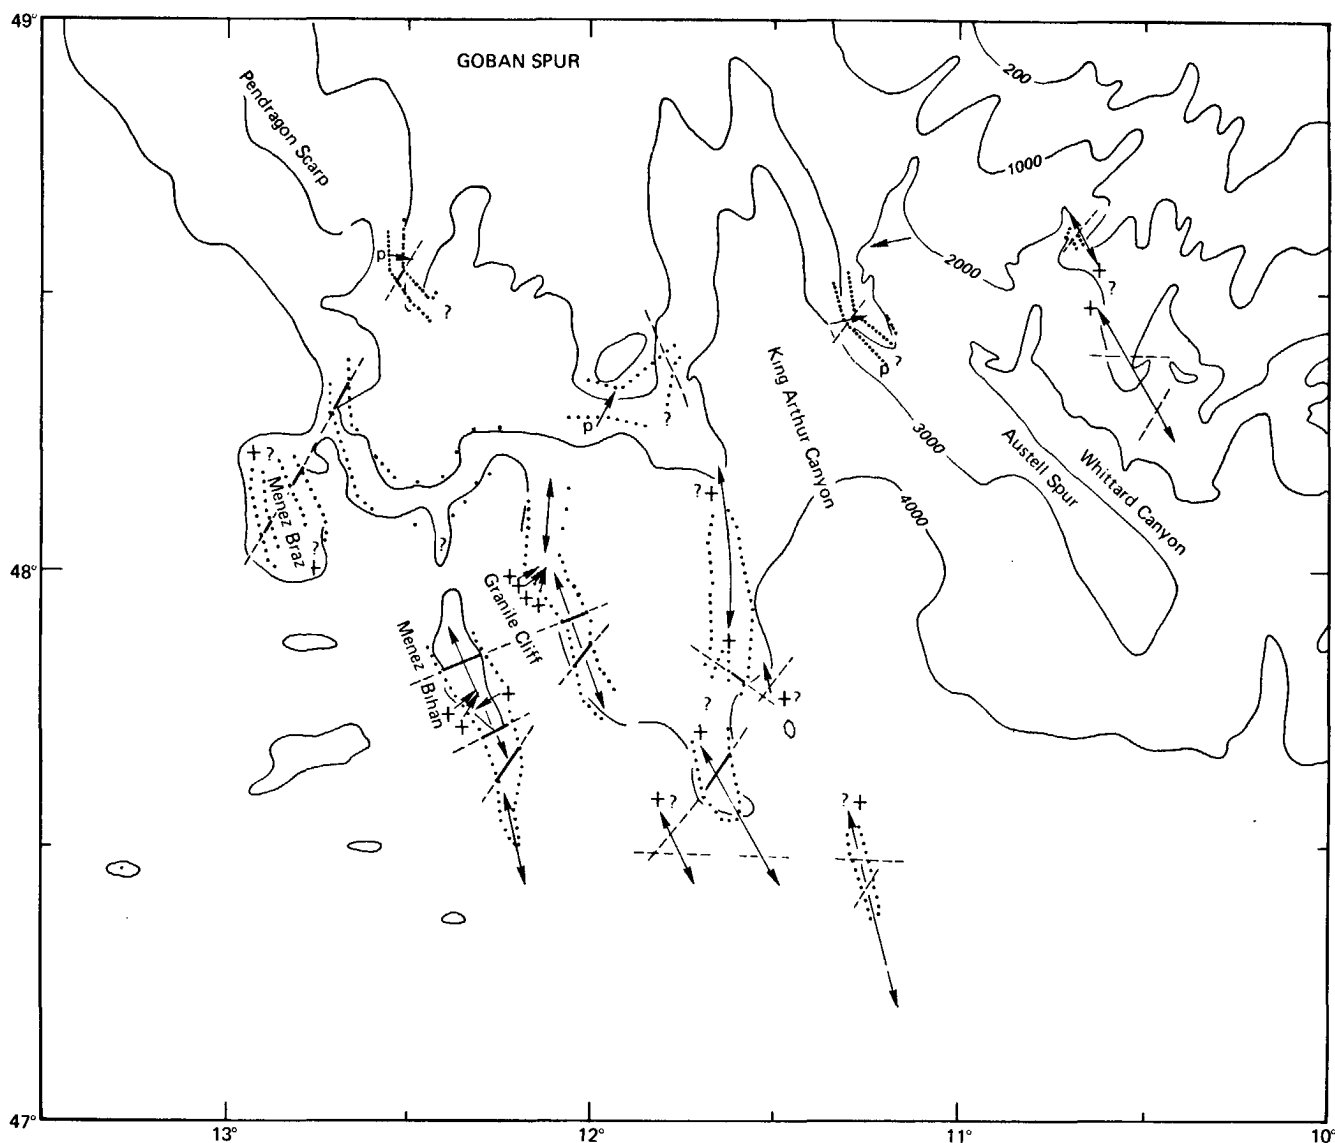 49°
GOBAN SPUR
Pendragon Scarp
200
1000
p
2000
?
?
?
p
p
?
?
King Arthur Canyon
3000
Austell Spur
Whittard Canyon
+?
Menez Braz
?
+
?
?+
4000
48°
Granite Cliff
Menez Bihan
?
+?
+?
?+
47°
13°
12°
11°
10°